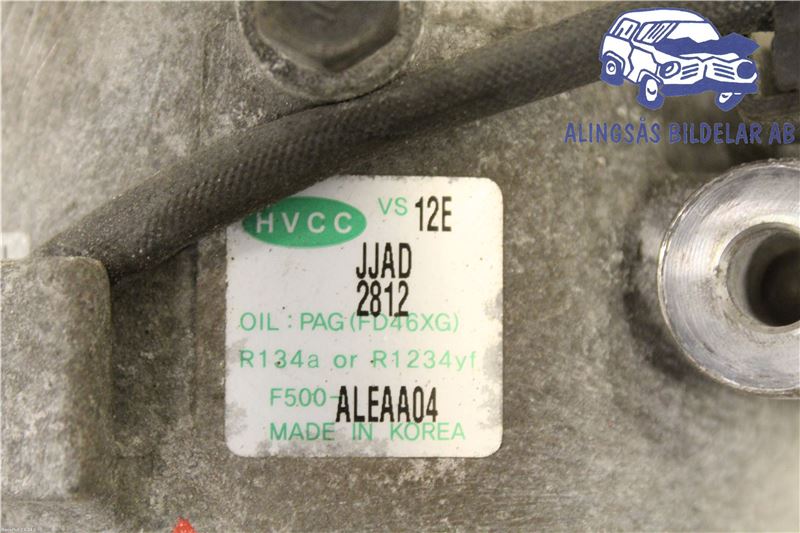 ALINGSÅS BILDELAR AB
HVCC VS 12E
JJAD
2812
OIL : PAG (FD46XG)
R134a or R1234yf
F500-ALEAA04
MADE IN KOREA